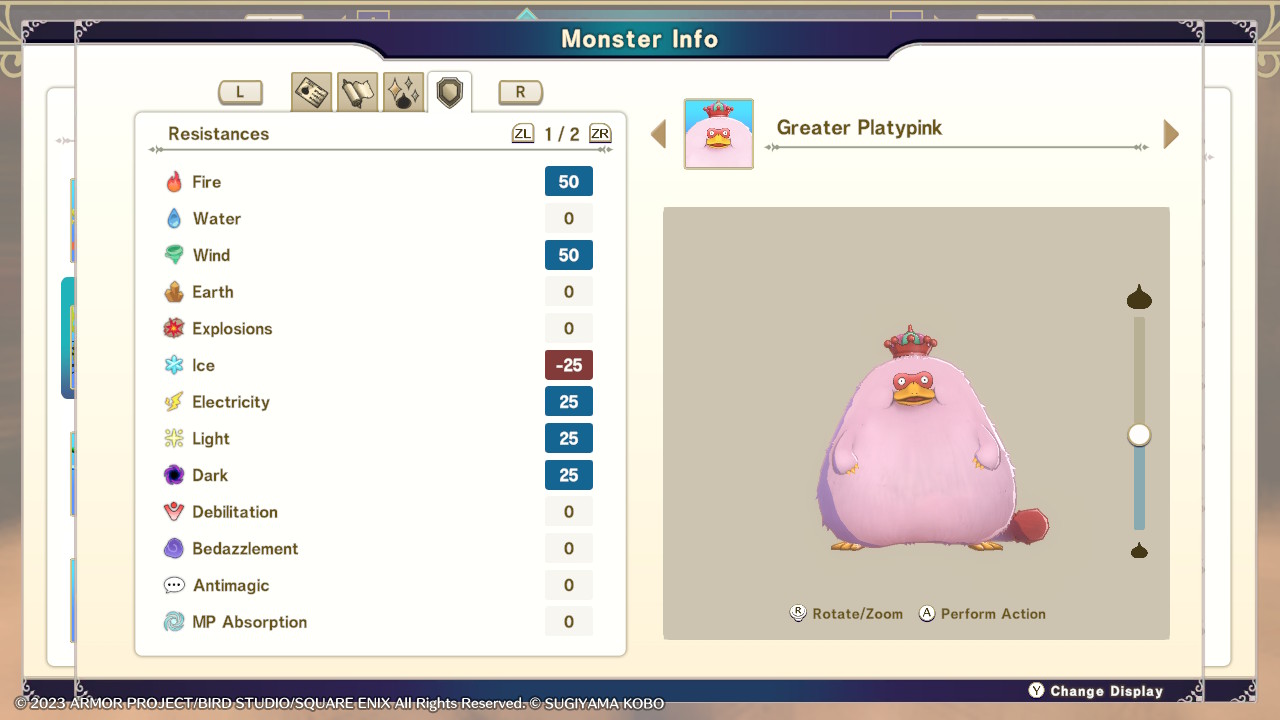 Monster Info
L
R
Resistances
ZL 1 / 2 ZR
Fire 50
Water 0
Wind 50
Earth 0
Explosions 0
Ice -25
Electricity 25
Light 25
Dark 25
Debilitation 0
Bedazzlement 0
Antimagic 0
MP Absorption 0
Greater Platypink
R Rotate/Zoom A Perform Action
Y Change Display
© 2023 ARMOR PROJECT/BIRD STUDIO/SQUARE ENIX All Rights Reserved. © SUGIYAMA KOBO